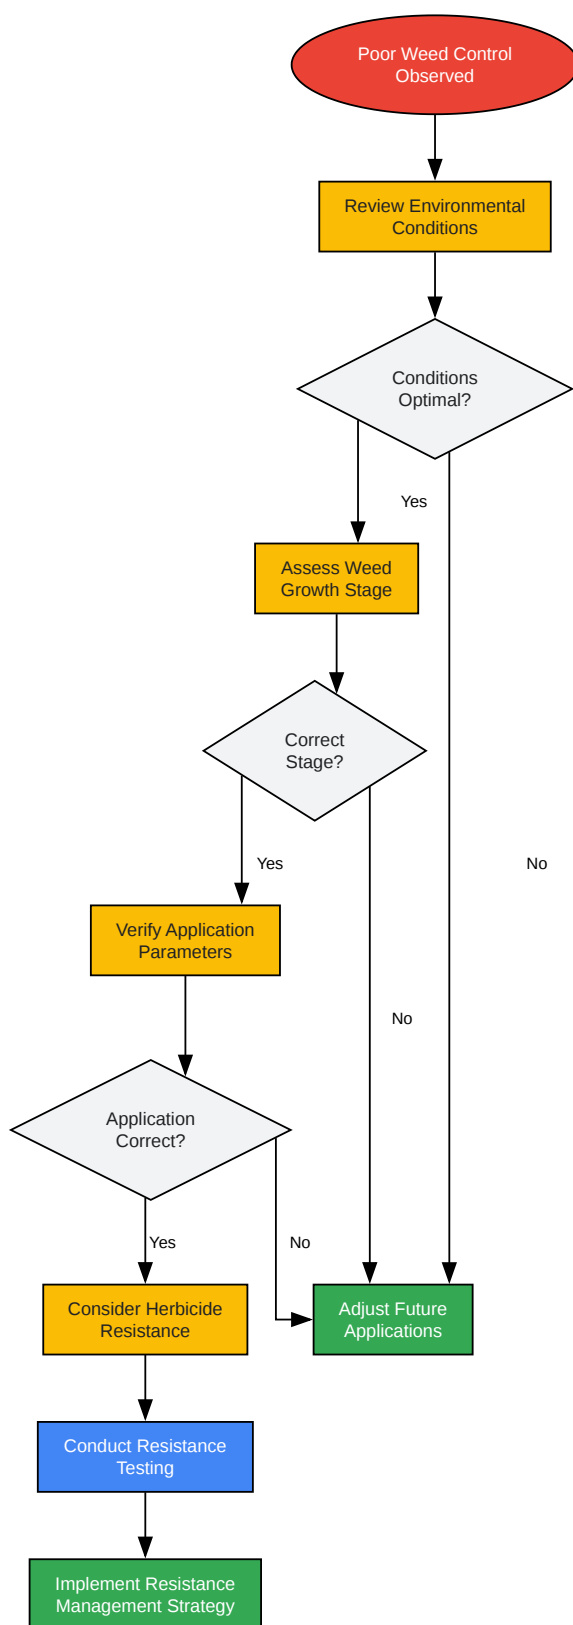 Poor Weed Control
Observed
Review Environmental
Conditions
Conditions
Optimal?
Yes
Assess Weed
Growth Stage
Correct
Stage?
Yes
No
Verify Application
Parameters
No
Application
Correct?
Yes
No
Consider Herbicide
Resistance
Adjust Future
Applications
Conduct Resistance
Testing
Implement Resistance
Management Strategy